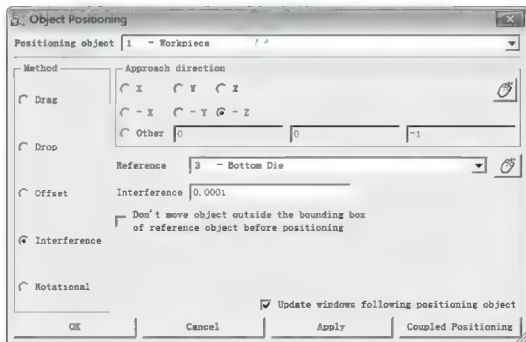 Object Positioning
Positioning object 1 - Workpiece
Method
Drag
Drop
Offset
Interference
Rotational
Approach direction
X Y Z
- X - Y - Z
Other 0 0 -1
Reference 3 - Bottom Die
Interference 0.0001
Don't move object outside the bounding box
of reference object before positioning
Update windows following positioning object
OK Cancel Apply Coupled Positioning